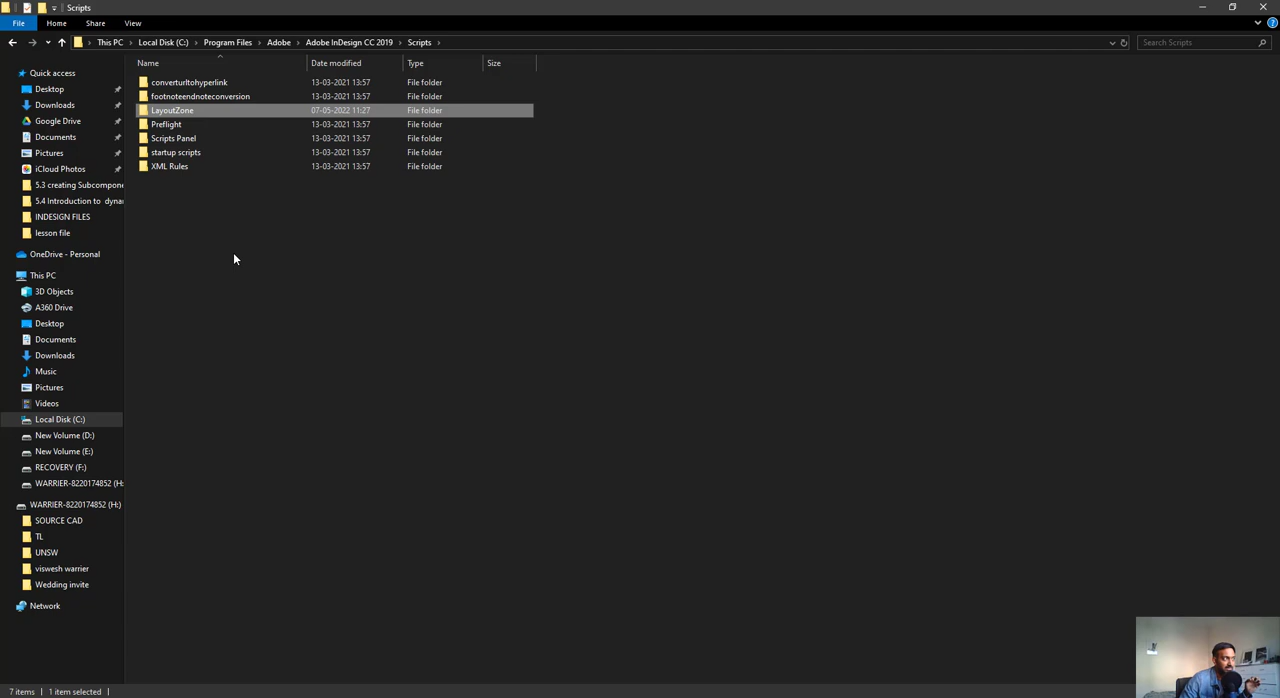 Scripts
File Home Share View
This PC Local Disk (C:) Program Files Adobe Adobe InDesign CC 2019 Scripts
Search Scripts
Name Date modified Type Size
converturltohyperlink 13-03-2021 13:57 File folder
footnoteendnoteconversion 13-03-2021 13:57 File folder
LayoutZone 07-05-2022 11:27 File folder
Preflight 13-03-2021 13:57 File folder
Scripts Panel 13-03-2021 13:57 File folder
startup scripts 13-03-2021 13:57 File folder
XML Rules 13-03-2021 13:57 File folder
Quick access
Desktop
Downloads
Google Drive
Documents
Pictures
iCloud Photos
5.3 creating Subcompone
5.4 Introduction to dyna
INDESIGN FILES
lesson file
OneDrive - Personal
This PC
3D Objects
A360 Drive
Desktop
Documents
Downloads
Music
Pictures
Videos
Local Disk (C:)
New Volume (D:)
New Volume (E:)
RECOVERY (F:)
WARRIER-8220174852 (H:
WARRIER-8220174852 (H:)
SOURCE CAD
TL
UNSW
viswesh warrier
Wedding invite
Network
7 items 1 item selected